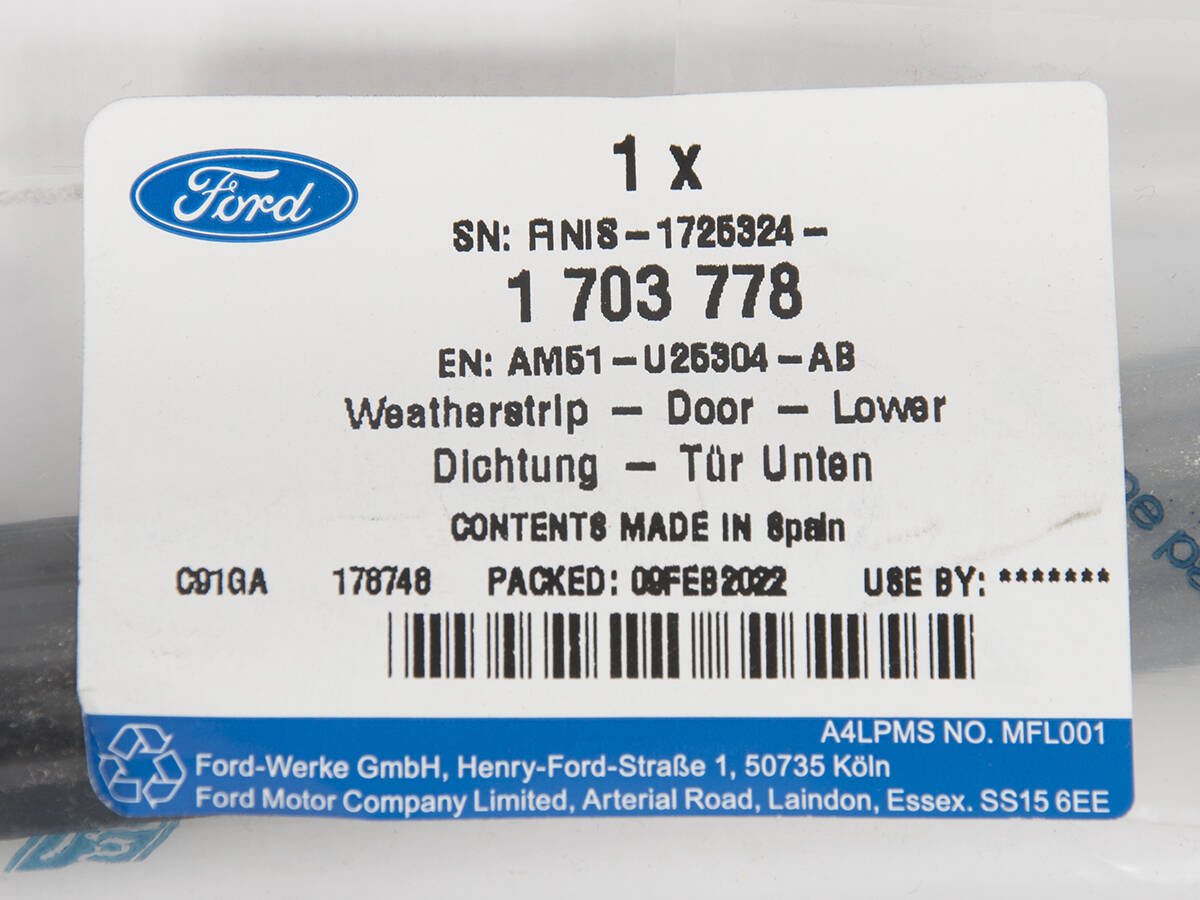 Ford
1 x
SN: FINIS-1725324-
1 703 778
EN: AM51-U25304-AB
Weatherstrip - Door - Lower
Dichtung - Tür Unten
CONTENTS MADE IN Spain
C91GA 178748 PACKED: 09FEB2022 USE BY: *******
A4LPMS NO. MFL001
Ford-Werke GmbH, Henry-Ford-Straße 1, 50735 Köln
Ford Motor Company Limited, Arterial Road, Laindon, Essex. SS15 6EE